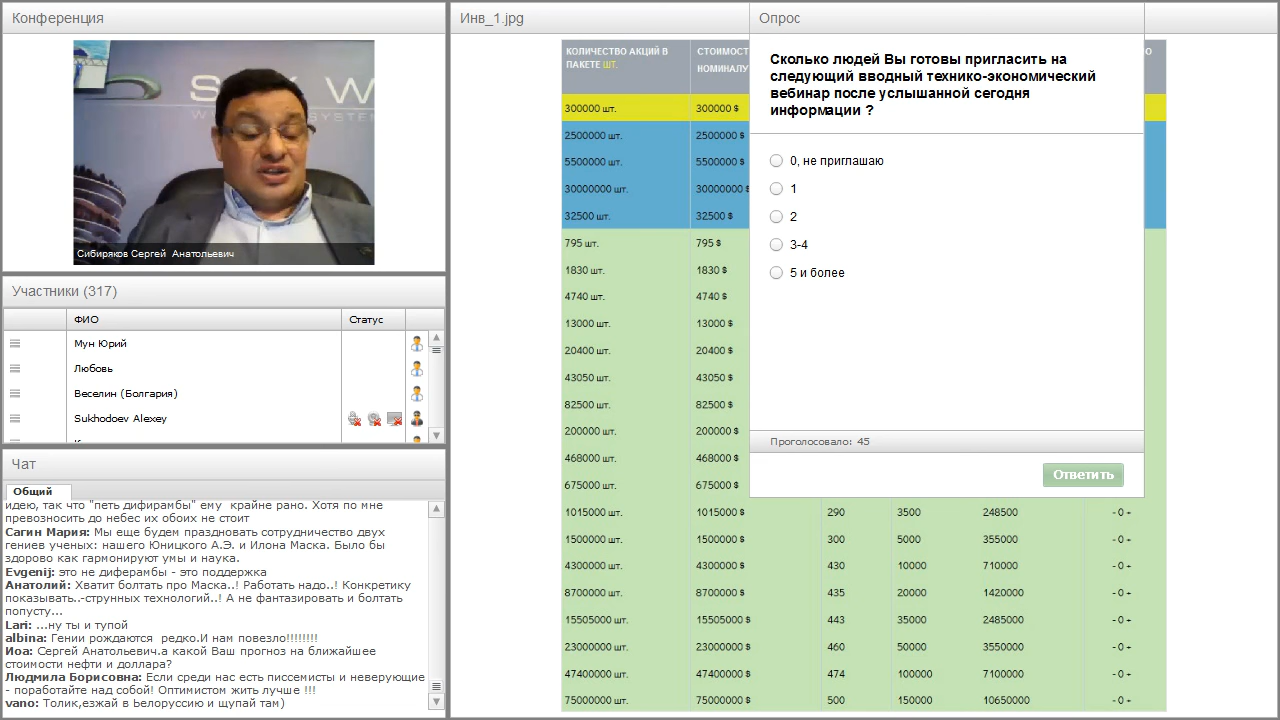 Конференция
Сибиряков Сергей Анатольевич
Участники (317)
ФИО
Статус
Мун Юрий
Любовь
Веселин (Болгария)
Sukhodoev Alexey
Чат
Общий
идею, так что "петь дифирамбы" ему крайне рано. Хотя по мне
превозносить до небес их обоих не стоит
Сагин Мария: Мы еще будем праздновать сотрудничество двух
гениев ученых: нашего Юницкого А.Э. и Илона Маска. Было бы
здорово как гармонируют умы и наука.
Evgenij: это не диферамбы - это поддержка
Анатолий: Хватит болтать про Маска..! Работать надо..! Конкретику
показывать..-струнных технологий..! А не фантазировать и болтать
попусту...
Lari: ...ну ты и тупой
albina: Гении рождаются редко.И нам повезло!!!!!!!!
Иоа: Сергей Анатольевич.а какой Ваш прогноз на ближайшее
стоимости нефти и доллара?
Людмила Борисовна: Если среди нас есть писсемисты и неверующие
- поработайте над собой! Оптимистом жить лучше !!!
vano: Толик,езжай в Белоруссию и щупай там)
Инв_1.jpg
КОЛИЧЕСТВО АКЦИЙ В
ПАКЕТЕ ШТ.
НОМИНАЛУ
300000 шт. 300000 $
2500000 шт. 2500000 $
5500000 шт. 5500000 $
30000000 шт. 30000000 $
32500 шт. 32500 $
795 шт. 795 $
1830 шт. 1830 $
4740 шт. 4740 $
13000 шт. 13000 $
20400 шт. 20400 $
43050 шт. 43050 $
82500 шт. 82500 $
200000 шт. 200000 $
468000 шт. 468000 $
675000 шт. 675000 $
1015000 шт. 1015000 $ 290 3500 248500 - 0 +
1500000 шт. 1500000 $ 300 5000 355000 - 0 +
4300000 шт. 4300000 $ 430 10000 710000 - 0 +
8700000 шт. 8700000 $ 435 20000 1420000 - 0 +
15505000 шт. 15505000 $ 443 35000 2485000 - 0 +
23000000 шт. 23000000 $ 460 50000 3550000 - 0 +
47400000 шт. 47400000 $ 474 100000 7100000 - 0 +
75000000 шт. 75000000 $ 500 150000 10650000 - 0 +
Опрос
Сколько людей Вы готовы пригласить на
следующий вводный технико-экономический
вебинар после услышанной сегодня
информации ?
0, не приглашаю
1
2
3-4
5 и более
Проголосовало: 45
Ответить